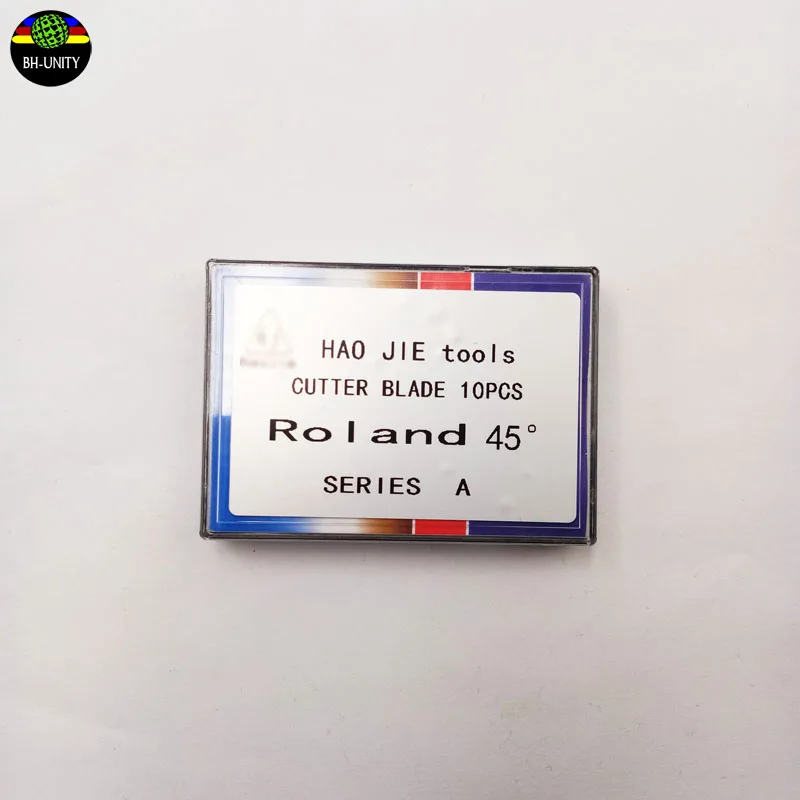 BH-UNITY
HAO JIE tools
CUTTER BLADE 10PCS
Roland 45°
SERIES A